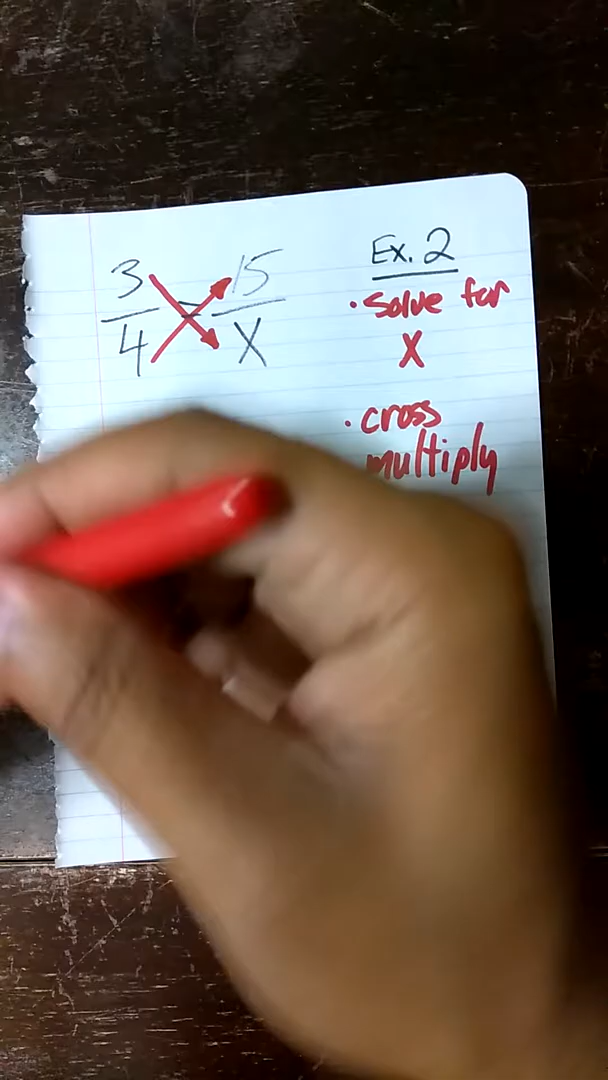 3/4 = 15/X
Ex. 2
• Solve for
X
• cross
multiply